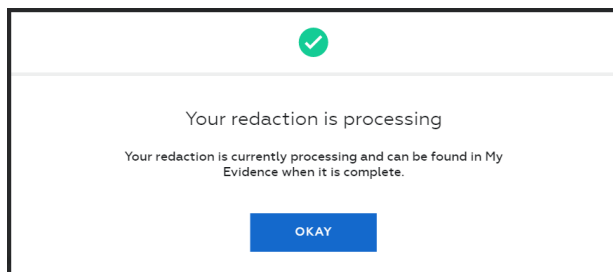 Your redaction is processing
Your redaction is currently processing and can be found in My
Evidence when it is complete.
OKAY